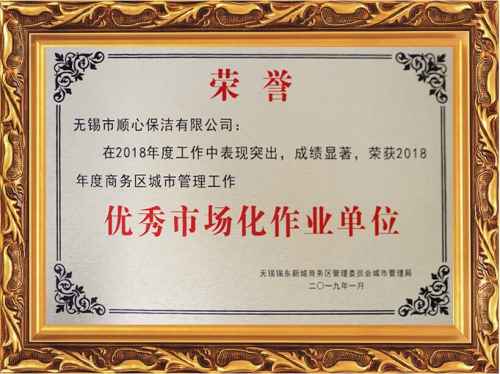 荣誉
无锡市顺心保洁有限公司：
在2018年度工作中表现突出，成绩显著，荣获2018
年度商务区城市管理工作
优秀市场化作业单位
无锡锡东新城商务区管理委员会城市管理局
二〇一九年一月